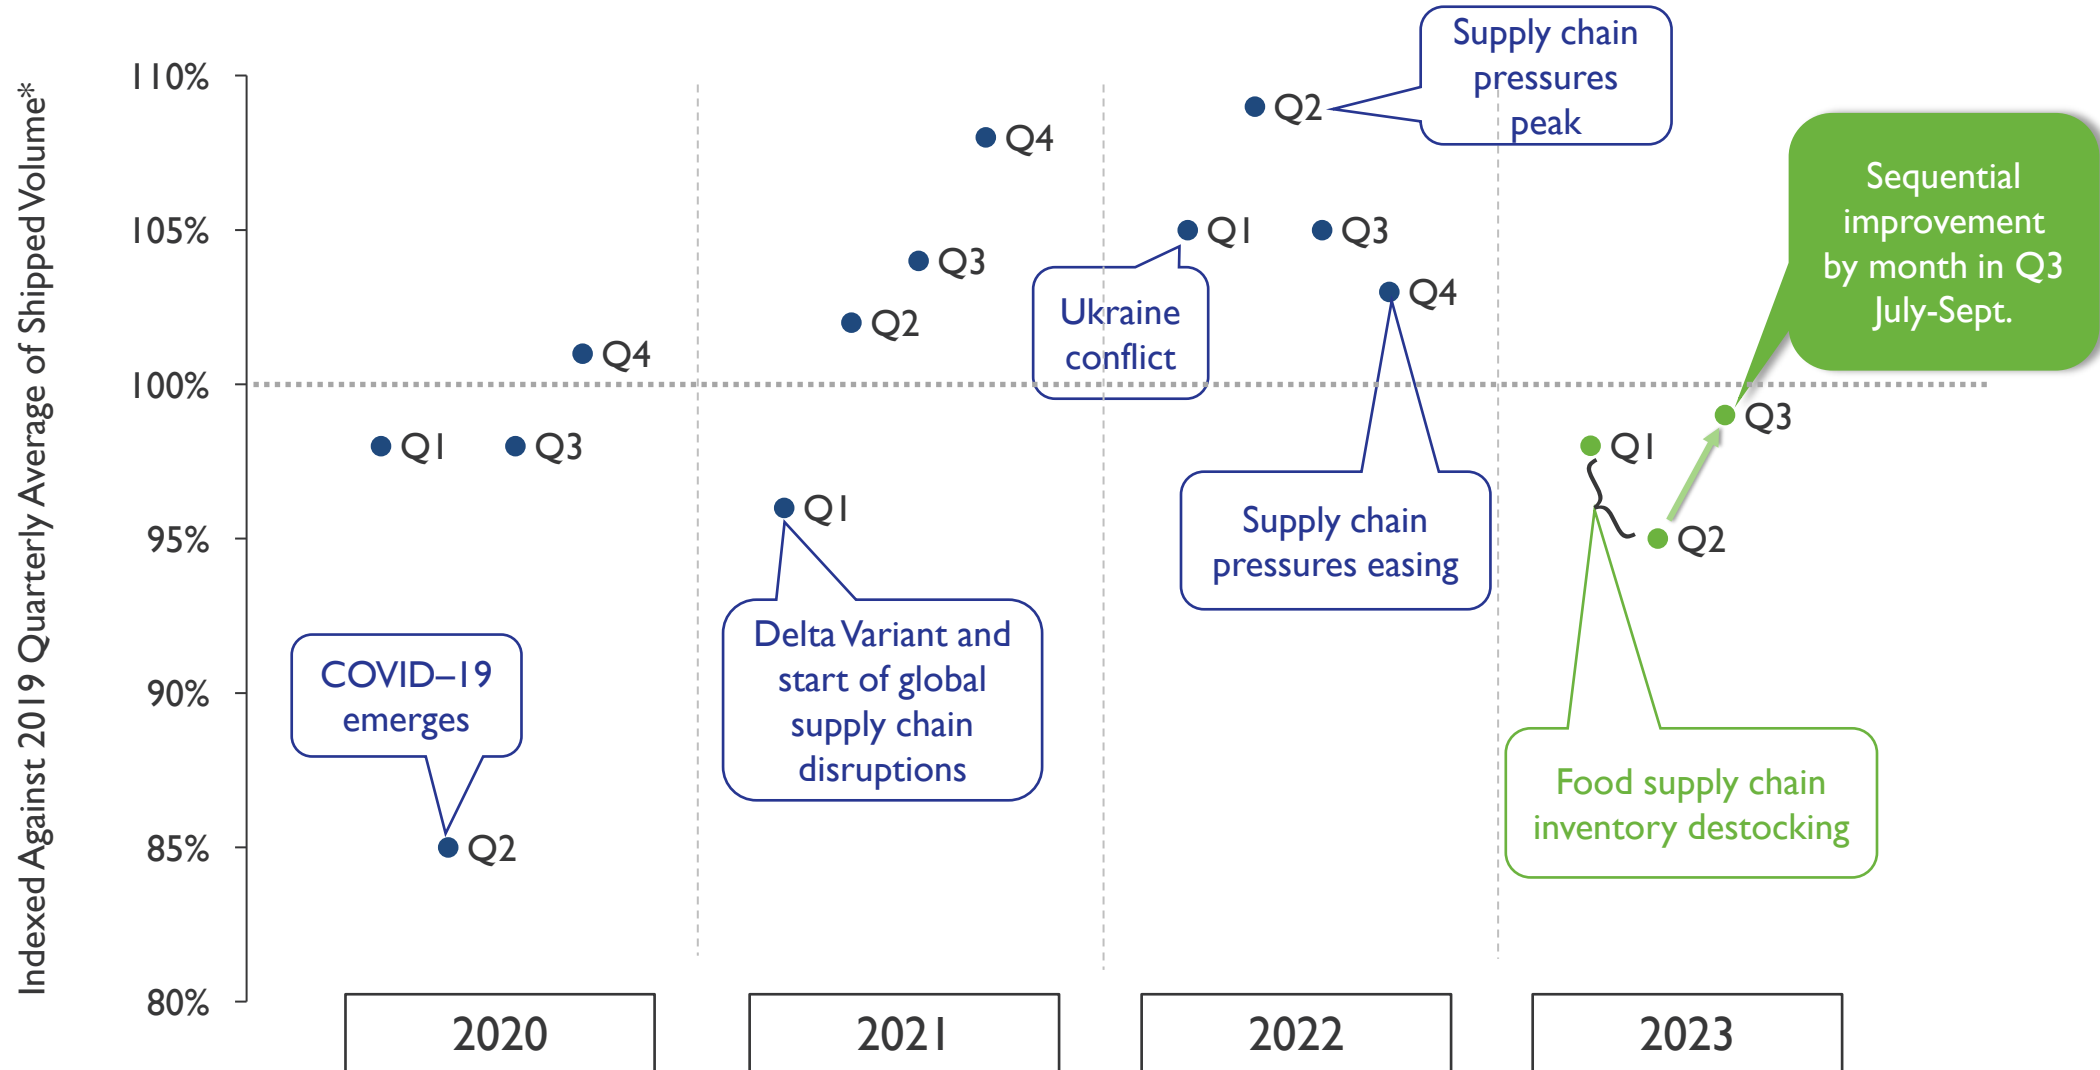 Indexed Against 2019 Quarterly Average of Shipped Volume*
110%
105%
100%
95%
90%
85%
80%
Q1
Q2
Q3
Q4
COVID–19
emerges
2020
Q1
Q2
Q3
Q4
Delta Variant and
start of global
supply chain
disruptions
2021
Q1
Q2
Q3
Q4
Ukraine
conflict
Supply chain
pressures
peak
Supply chain
pressures easing
2022
Q1
Q2
Q3
Sequential
improvement
by month in Q3
July-Sept.
Food supply chain
inventory destocking
2023